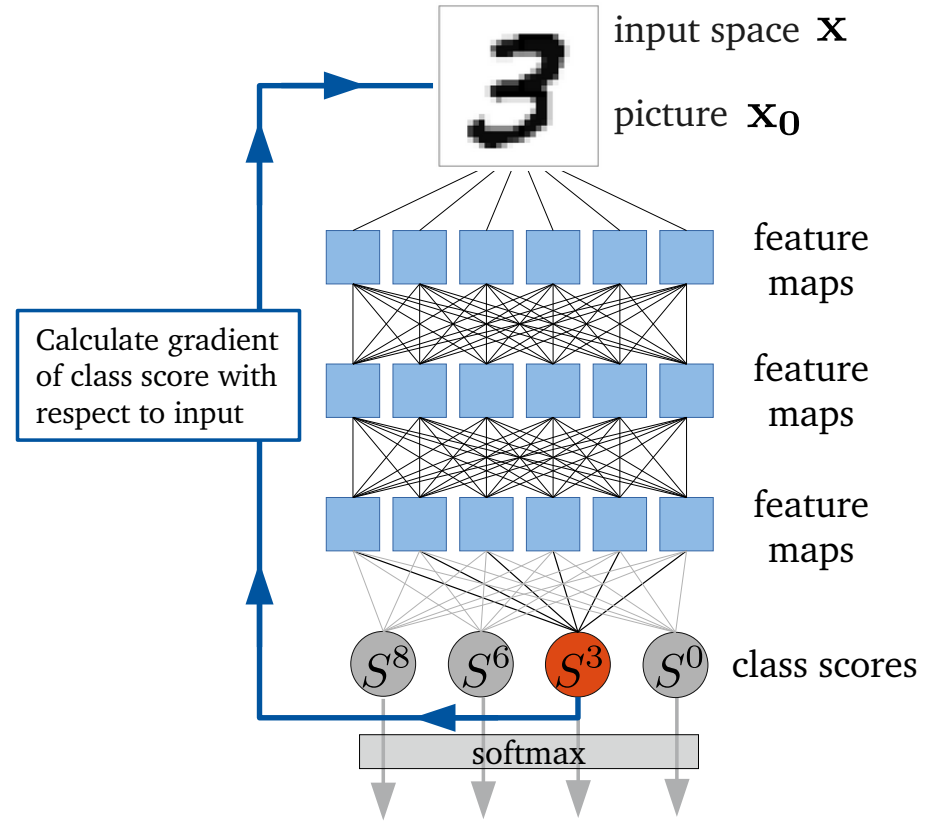 3
input space x
picture x₀
feature
maps
Calculate gradient
of class score with
respect to input
feature
maps
feature
maps
S⁸ S⁶ S³ S⁰ class scores
softmax